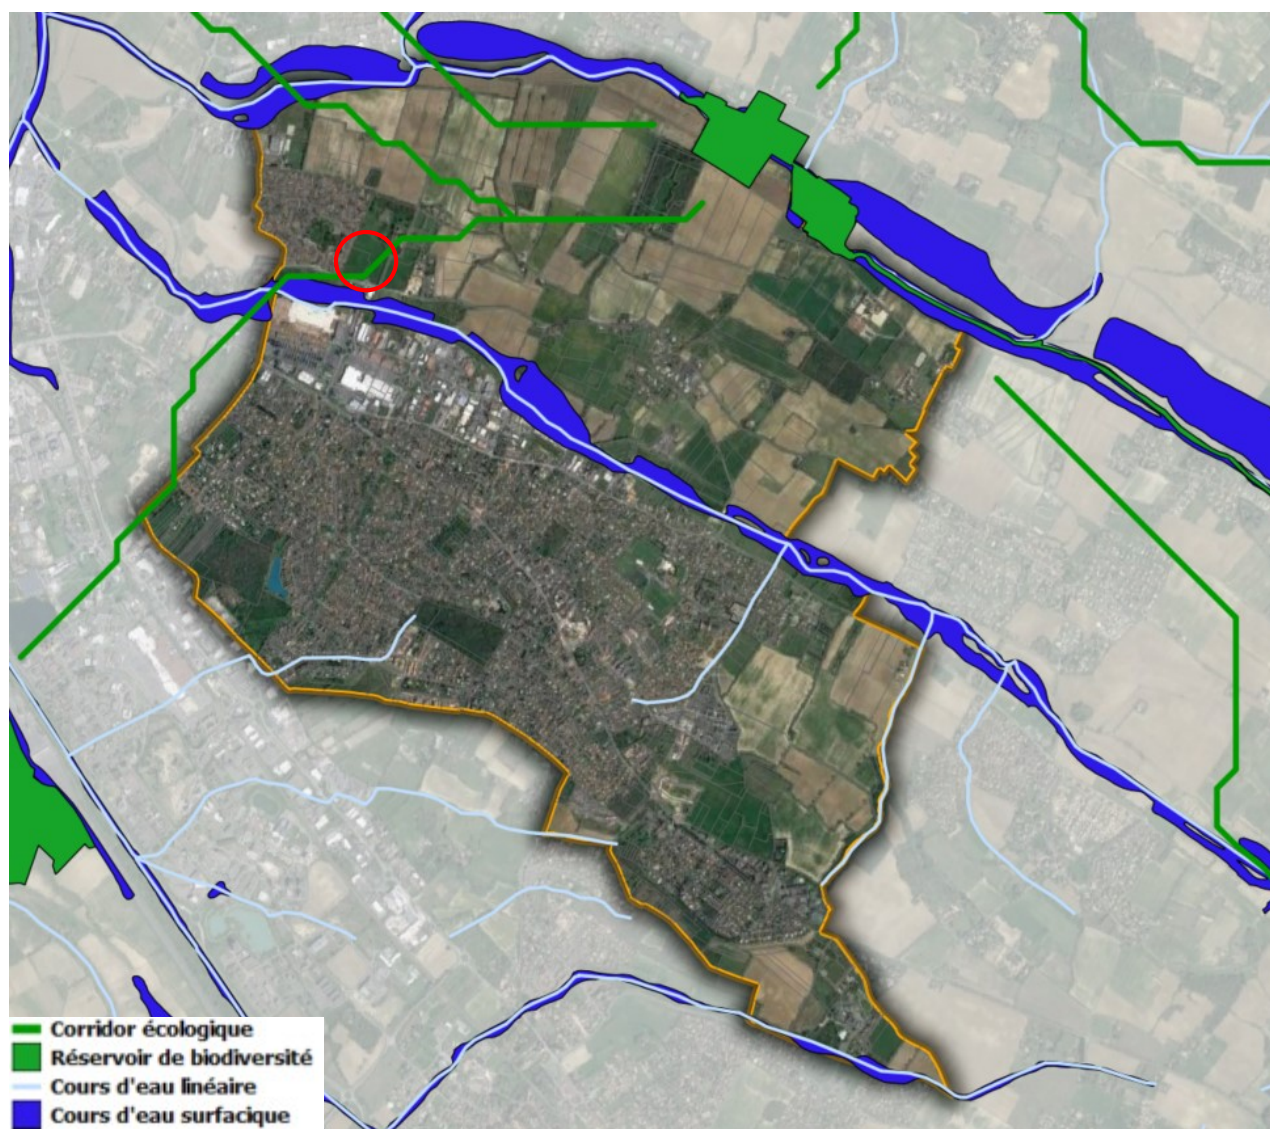 Corridor écologique
Réservoir de biodiversité
Cours d'eau linéaire
Cours d'eau surfacique